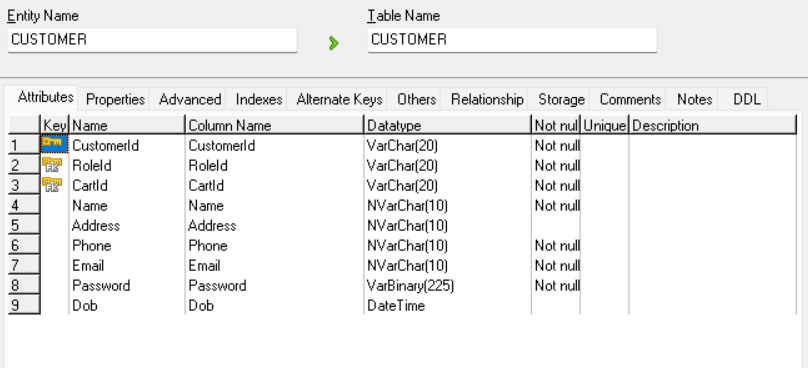 Entity Name Table Name
CUSTOMER CUSTOMER
Attributes Properties Advanced Indexes Alternate Keys Others Relationship Storage Comments Notes DDL
Key Name Column Name Datatype Not nul Unique Description
1 CustomerId CustomerId VarChar(20) Not null
2 FK RoleId RoleId VarChar(20) Not null
3 FK CartId CartId VarChar(20) Not null
4 Name Name NVarChar(10) Not null
5 Address Address NVarChar(10)
6 Phone Phone NVarChar(10) Not null
7 Email Email NVarChar(10) Not null
8 Password Password VarBinary(225) Not null
9 Dob Dob DateTime